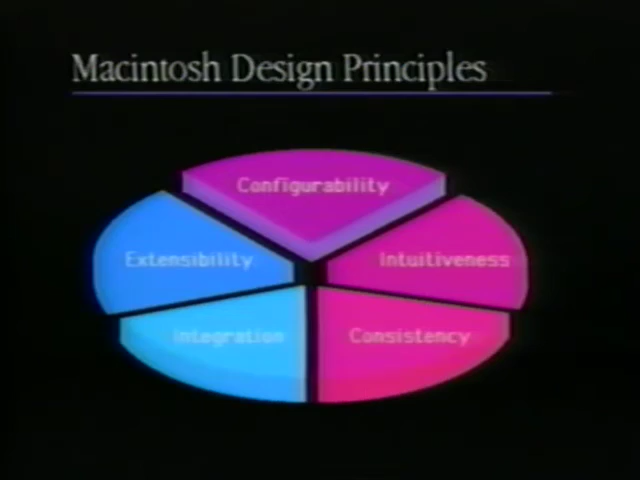 Macintosh Design Principles
Configurability
Extensibility
Intuitiveness
Integration
Consistency